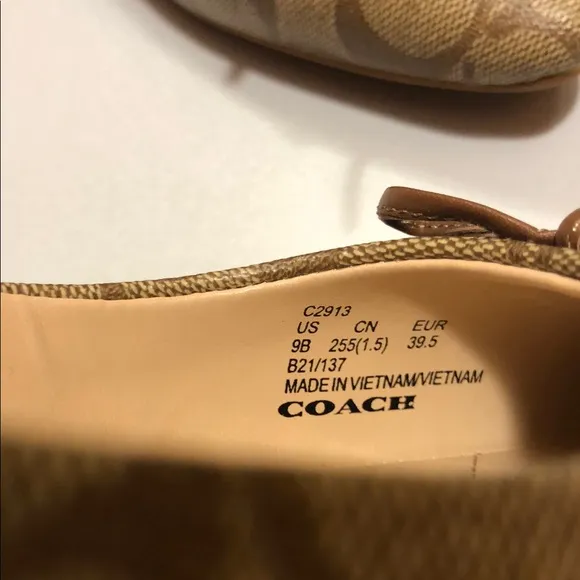 C2913
US CN EUR
9B 255(1.5) 39.5
B21/137
MADE IN VIETNAM/VIETNAM
COACH